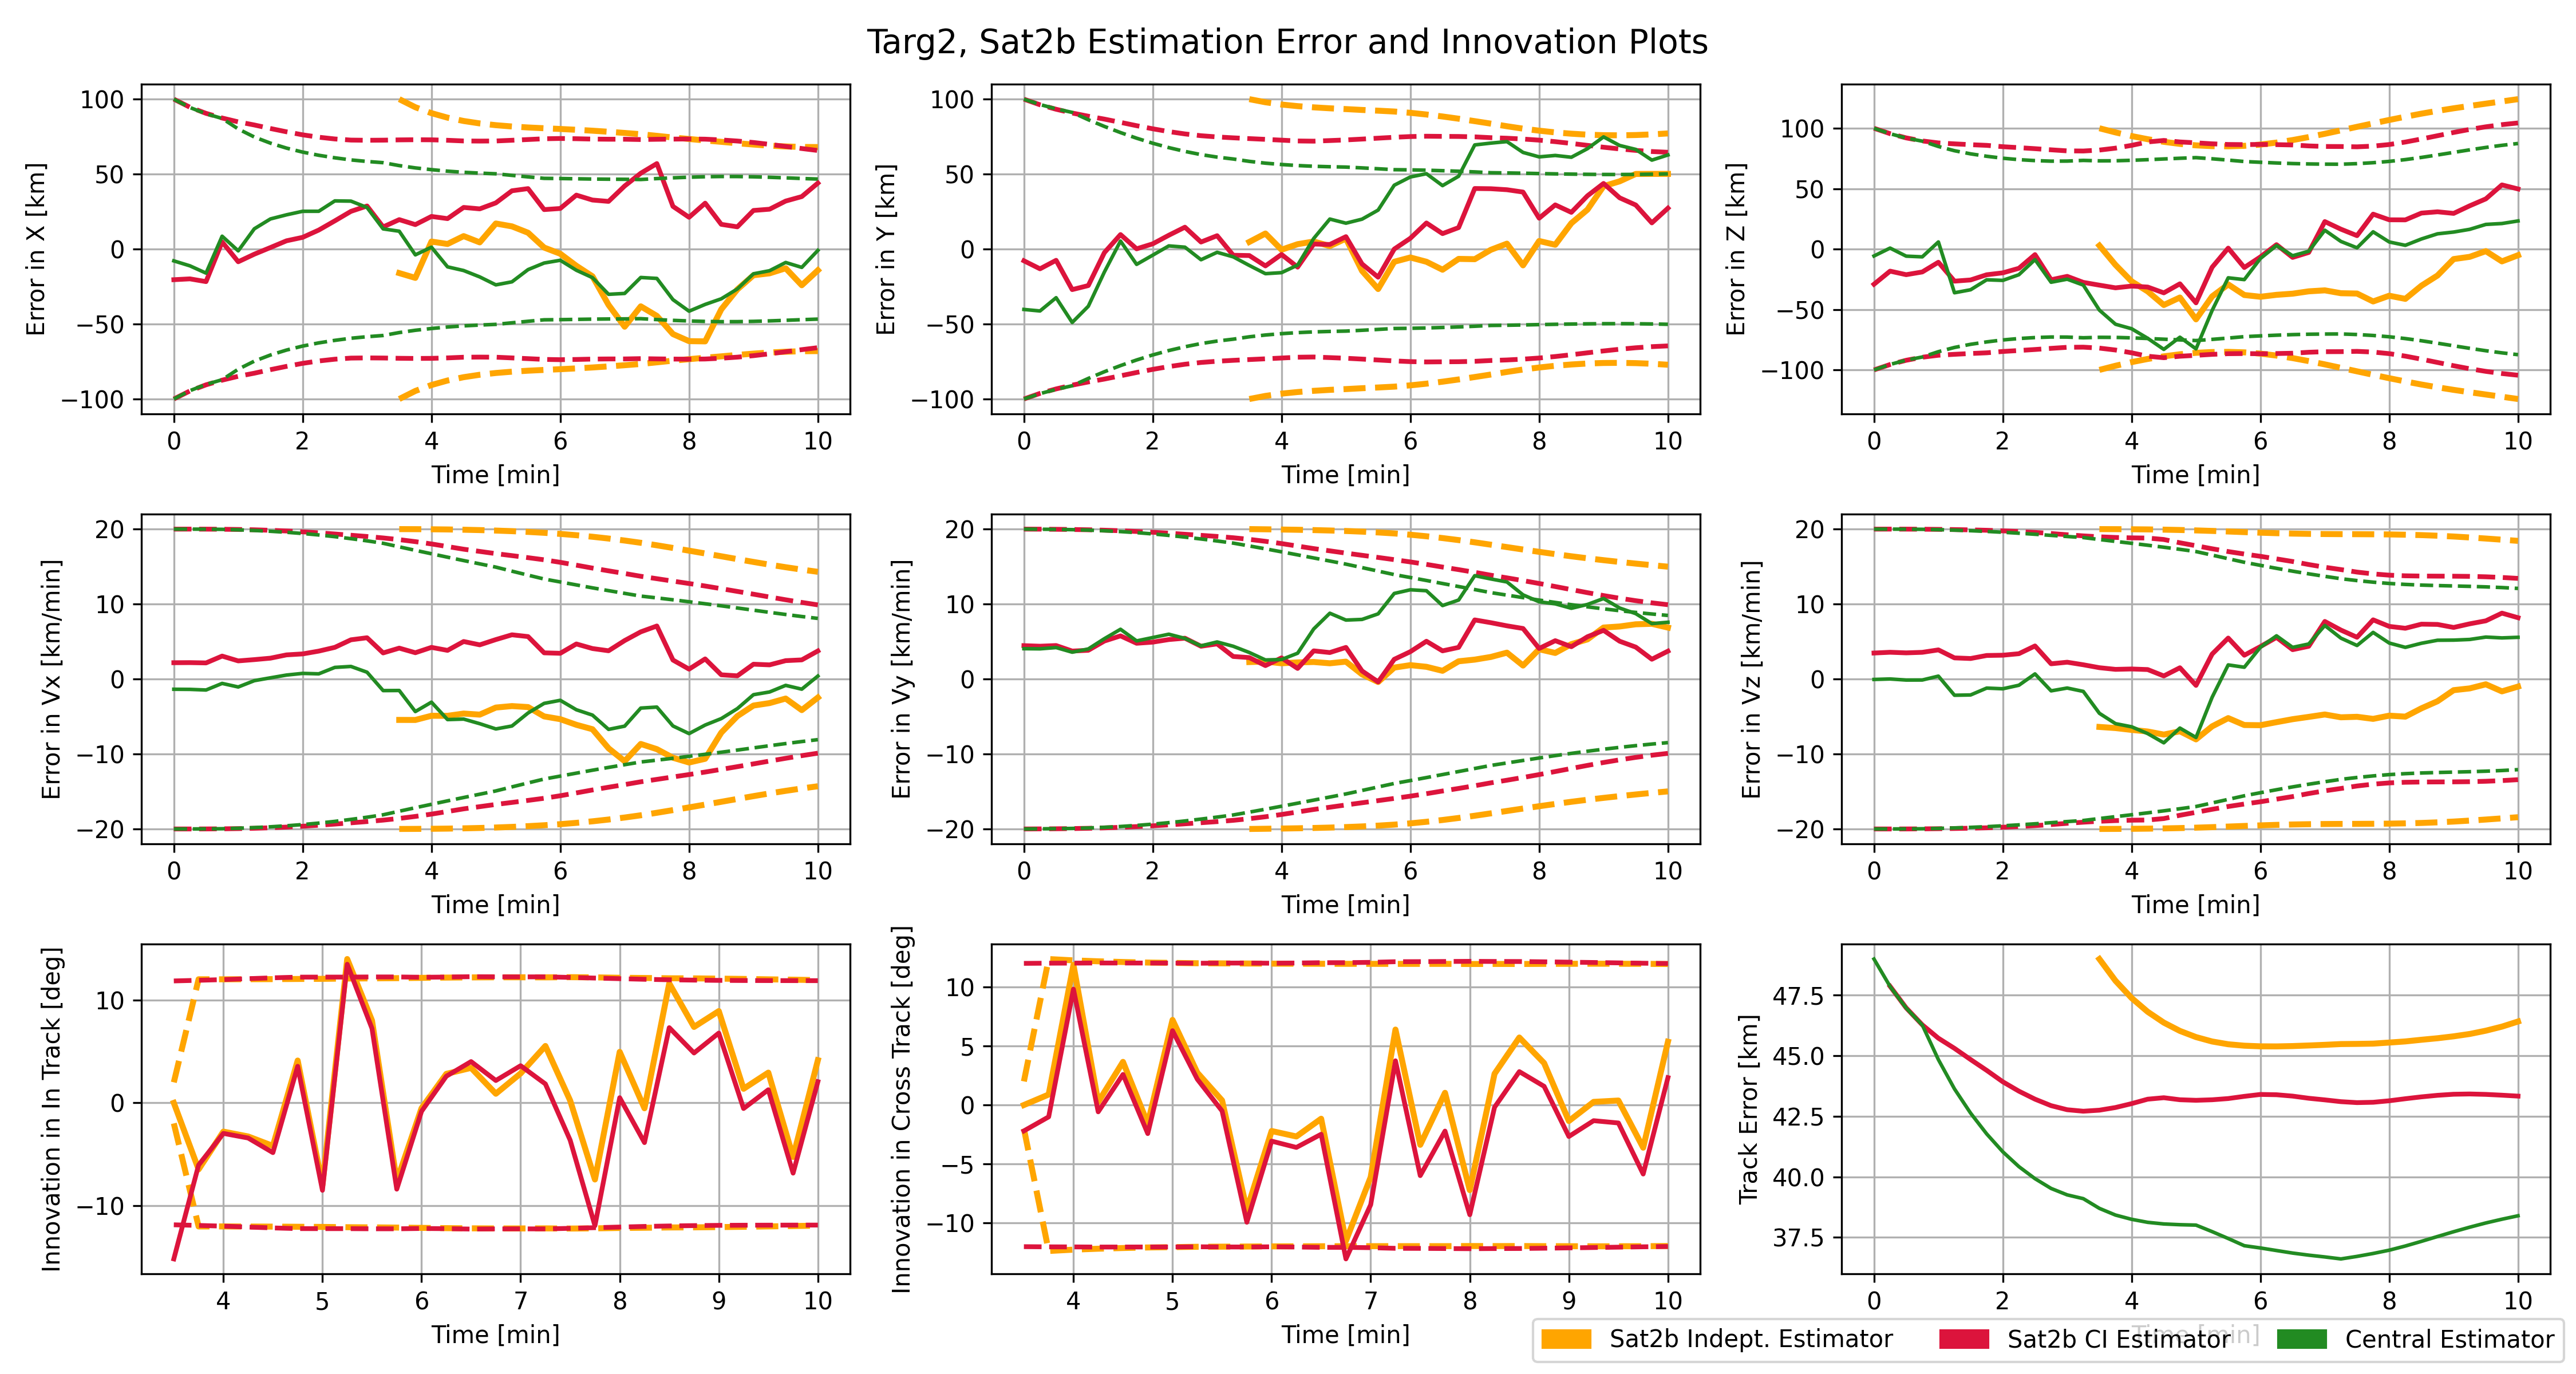 Targ2, Sat2b Estimation Error and Innovation Plots
Error in X [km]
100
50
0
−50
−100
0 2 4 6 8 10
Time [min]
Error in Y [km]
100
50
0
−50
−100
0 2 4 6 8 10
Time [min]
Error in Z [km]
100
50
0
−50
−100
0 2 4 6 8 10
Time [min]
Error in Vx [km/min]
20
10
0
−10
−20
0 2 4 6 8 10
Time [min]
Error in Vy [km/min]
20
10
0
−10
−20
0 2 4 6 8 10
Time [min]
Error in Vz [km/min]
20
10
0
−10
−20
0 2 4 6 8 10
Time [min]
Innovation in In Track [deg]
10
0
−10
4 5 6 7 8 9 10
Time [min]
Innovation in Cross Track [deg]
10
5
0
−5
−10
4 5 6 7 8 9 10
Time [min]
Track Error [km]
47.5
45.0
42.5
40.0
37.5
0 2 4 6 8 10
Time [min]
Sat2b Indept. Estimator Sat2b CI Estimator Central Estimator